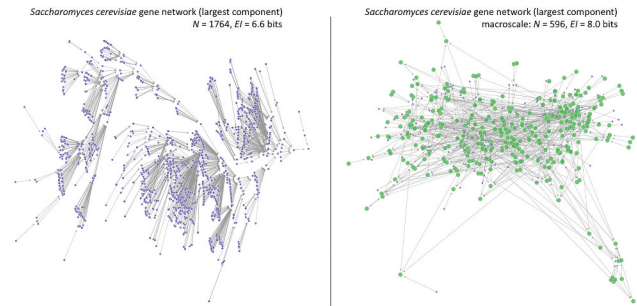 Saccharomyces cerevisiae gene network (largest component)
N = 1764, EI = 6.6 bits
Saccharomyces cerevisiae gene network (largest component)
macroscale: N = 596, EI = 8.0 bits